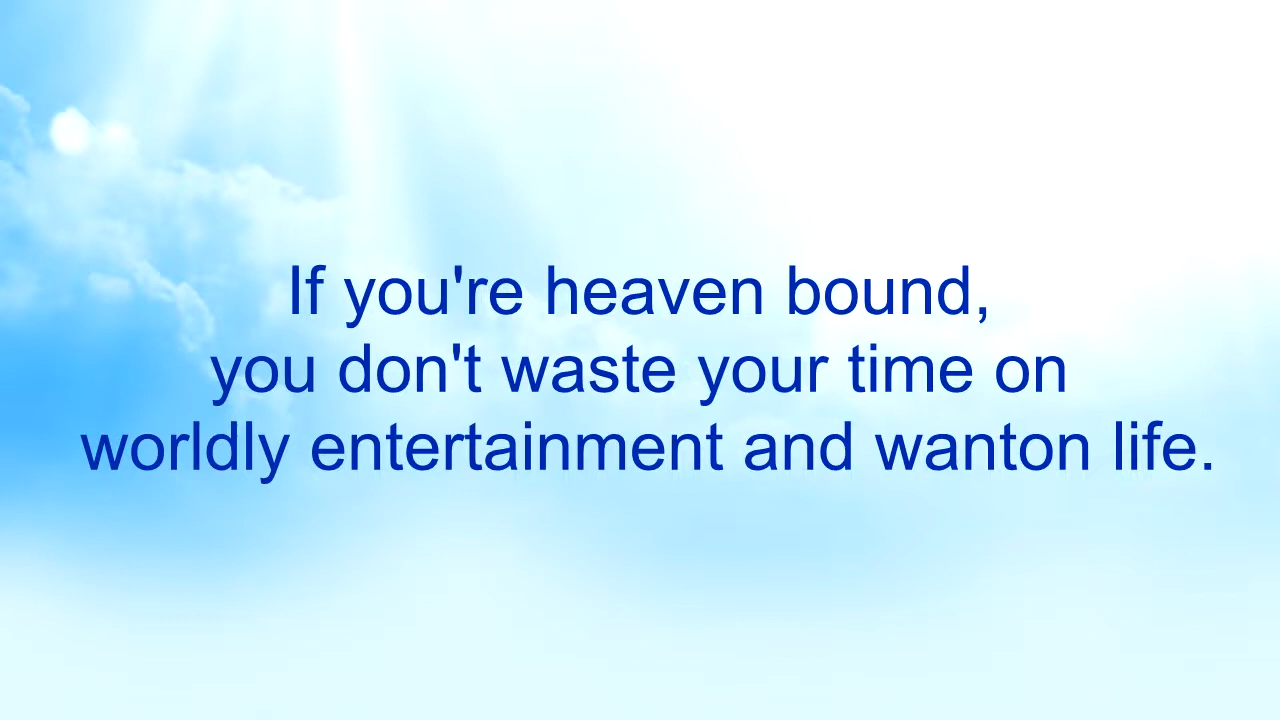 If you're heaven bound,
you don't waste your time on
worldly entertainment and wanton life.